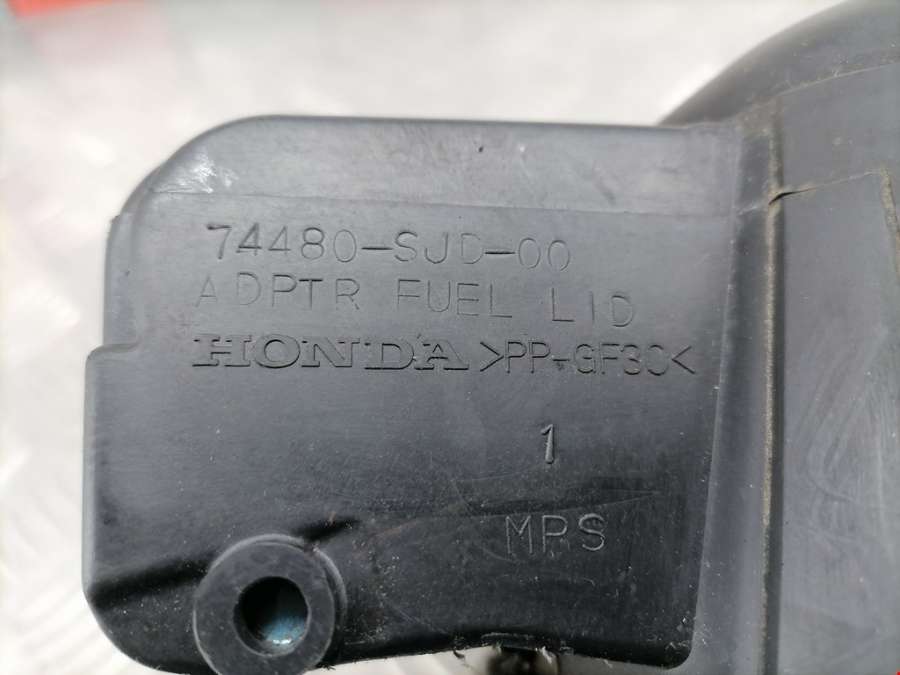 74480-SJD-00
ADPTR FUEL LID
HONDA >PP-GF30<
1
MPS